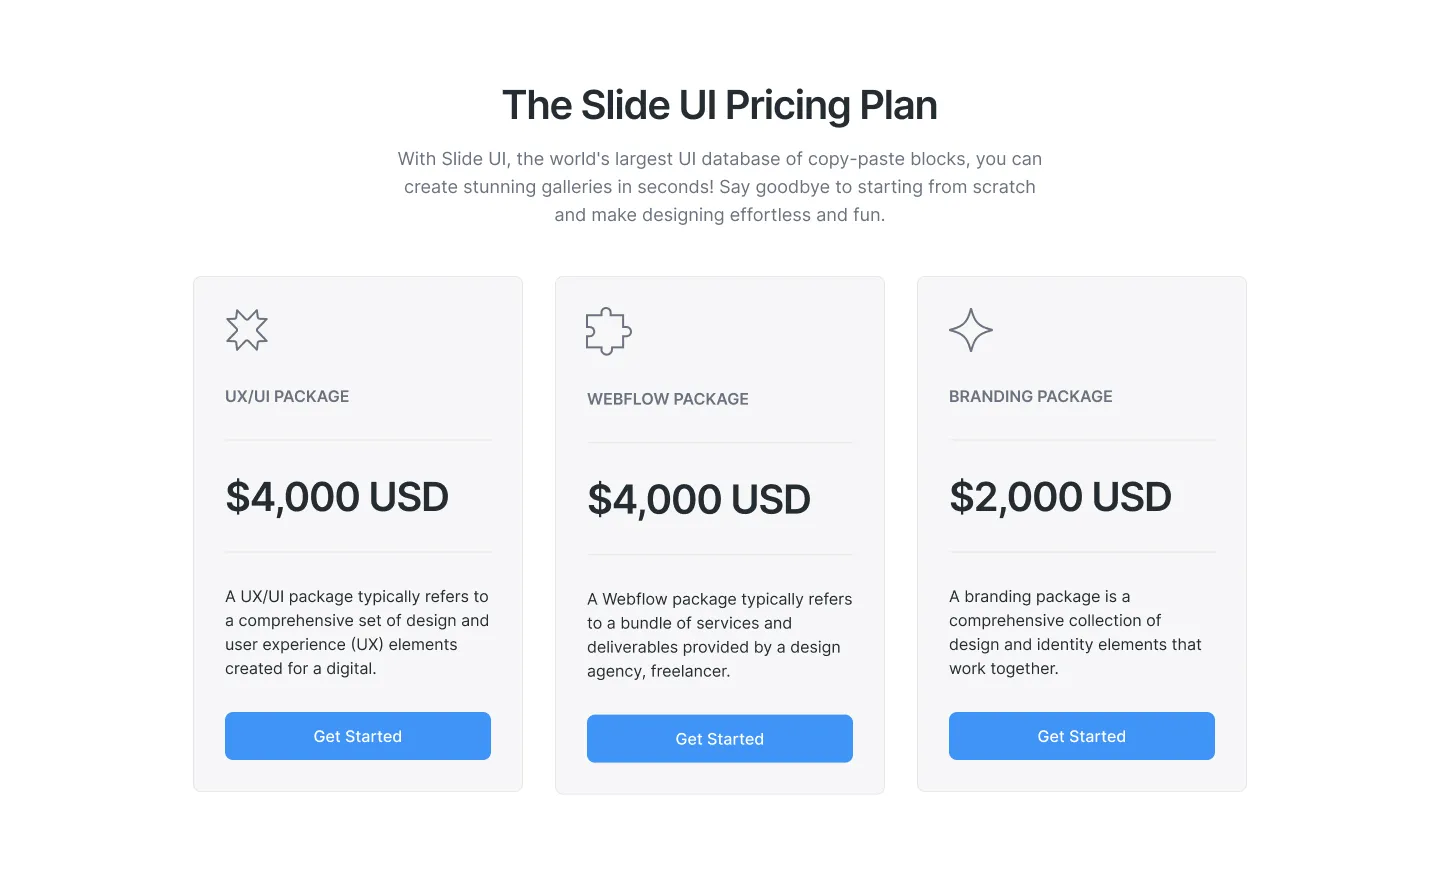 The Slide UI Pricing Plan
With Slide UI, the world's largest UI database of copy-paste blocks, you can
create stunning galleries in seconds! Say goodbye to starting from scratch
and make designing effortless and fun.
UX/UI PACKAGE
$4,000 USD
A UX/UI package typically refers to
a comprehensive set of design and
user experience (UX) elements
created for a digital.
Get Started
WEBFLOW PACKAGE
$4,000 USD
A Webflow package typically refers
to a bundle of services and
deliverables provided by a design
agency, freelancer.
Get Started
BRANDING PACKAGE
$2,000 USD
A branding package is a
comprehensive collection of
design and identity elements that
work together.
Get Started